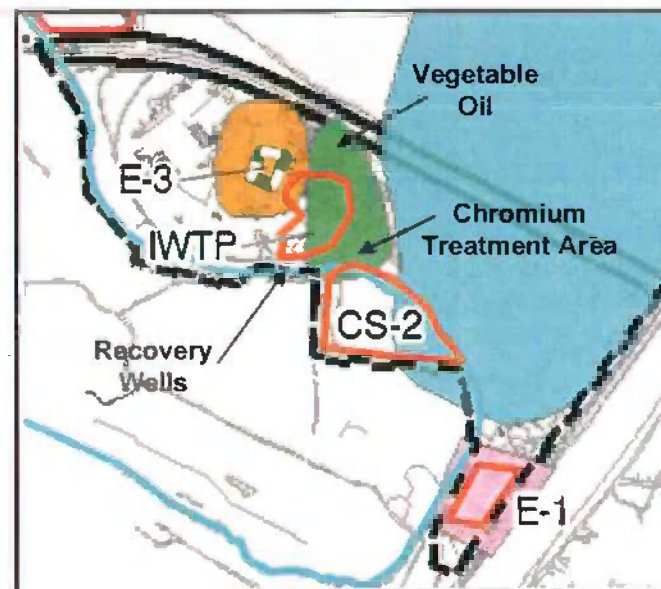 Vegetable
Oil
E-3
IWTP
Chromium
Treatment Area
CS-2
Recovery
Wells
E-1